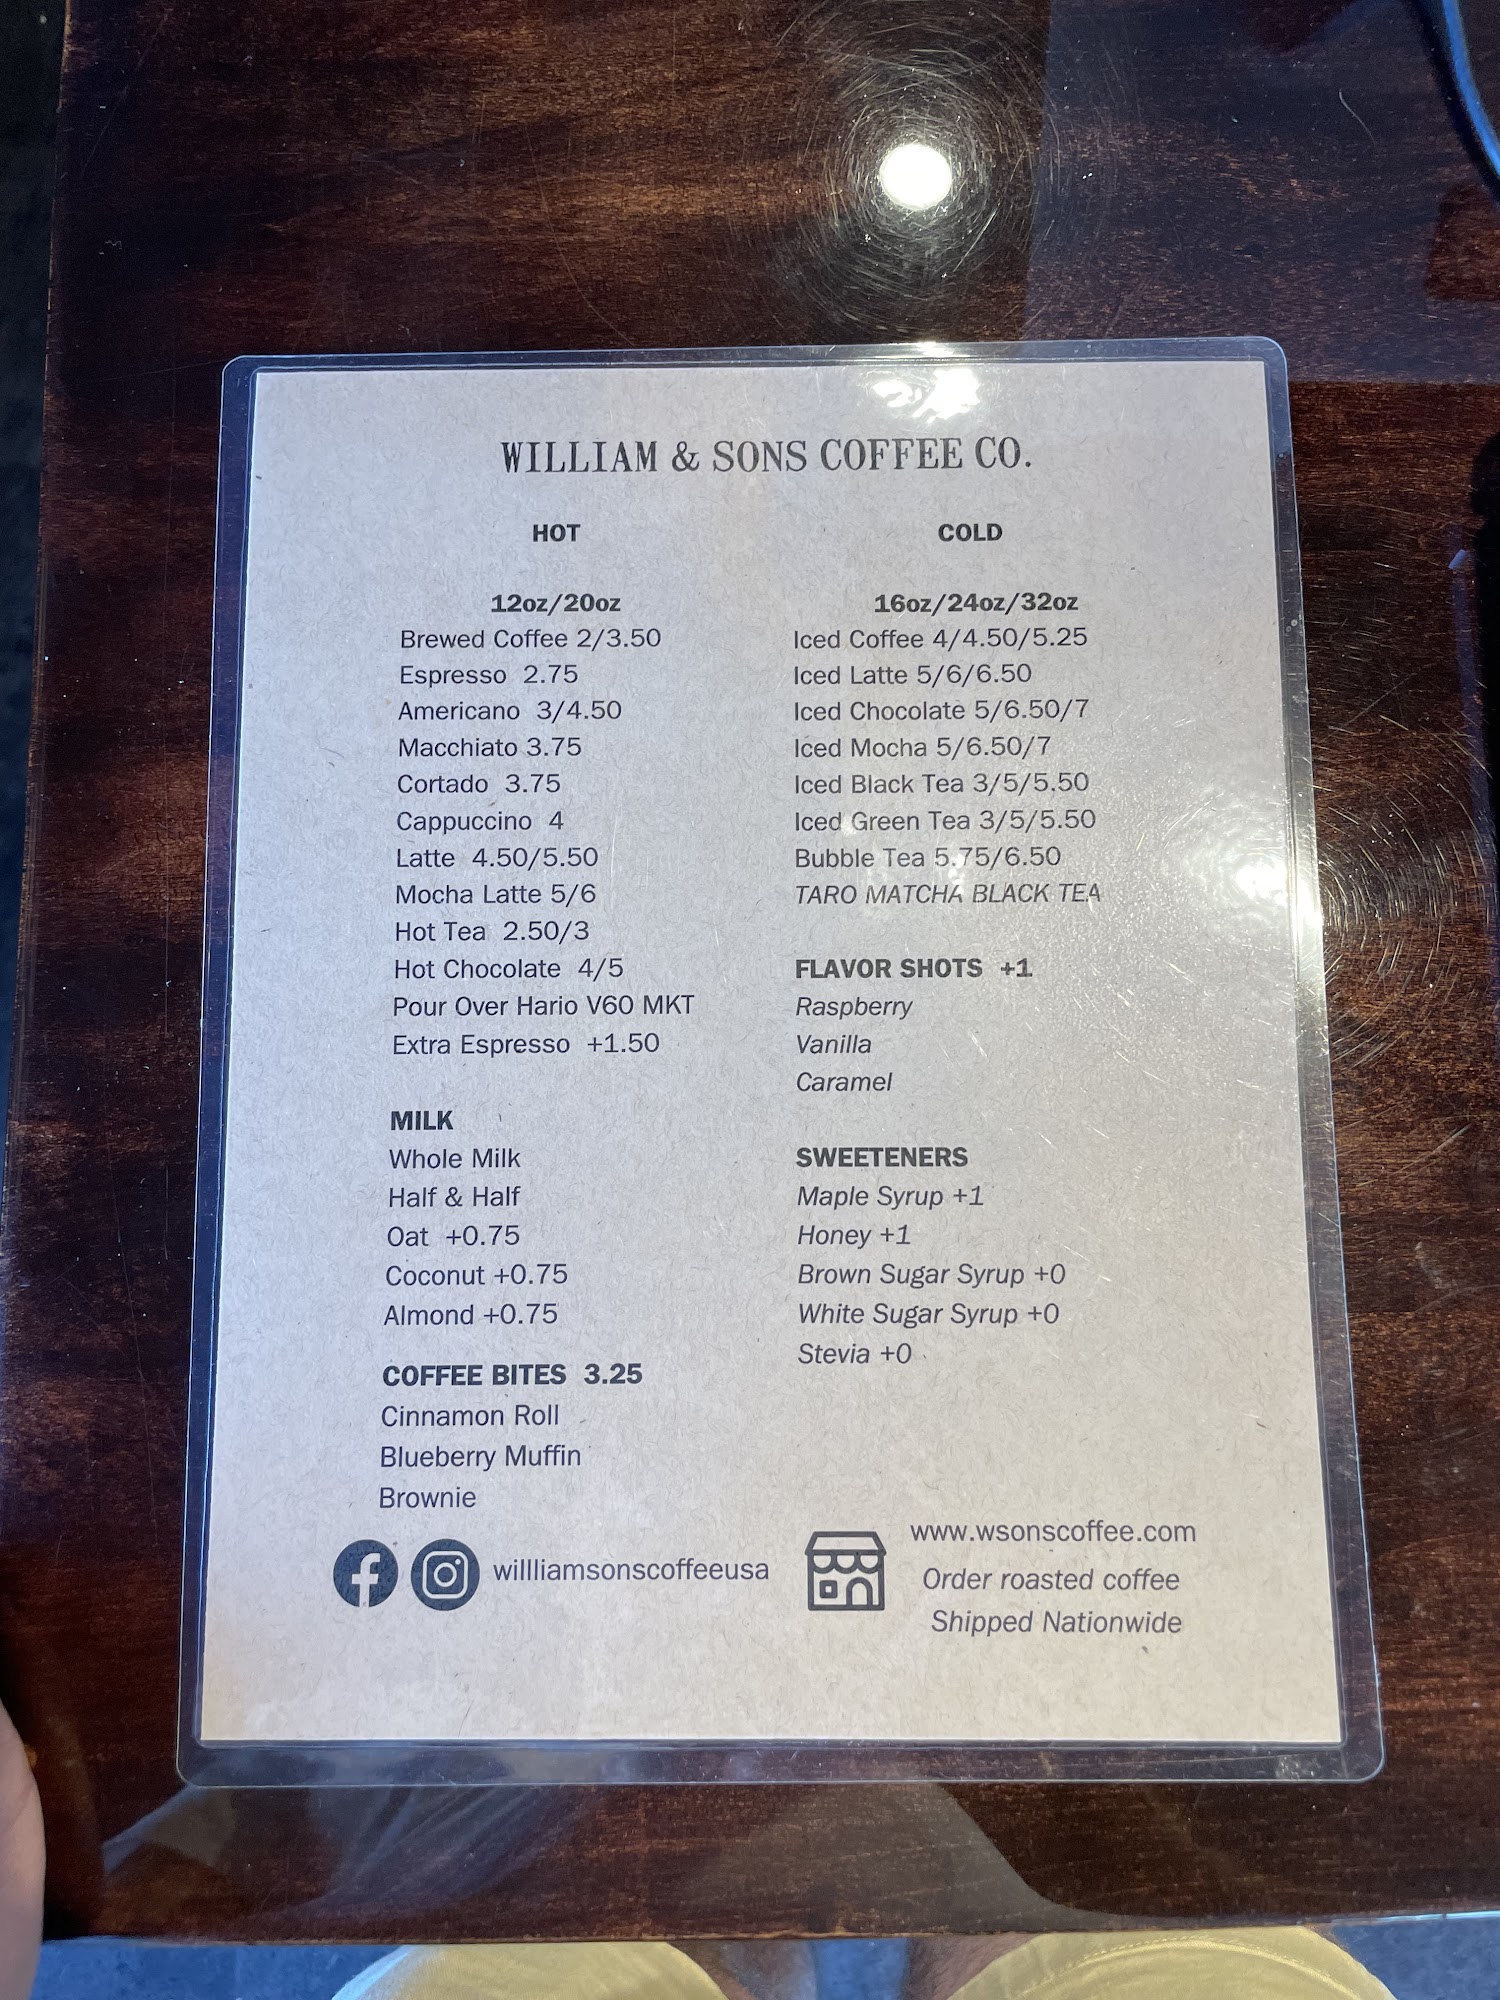 WILLIAM & SONS COFFEE CO.
HOT
12oz/20oz
Brewed Coffee 2/3.50
Espresso 2.75
Americano 3/4.50
Macchiato 3.75
Cortado 3.75
Cappuccino 4
Latte 4.50/5.50
Mocha Latte 5/6
Hot Tea 2.50/3
Hot Chocolate 4/5
Pour Over Hario V60 MKT
Extra Espresso +1.50
MILK
Whole Milk
Half & Half
Oat +0.75
Coconut +0.75
Almond +0.75
COFFEE BITES 3.25
Cinnamon Roll
Blueberry Muffin
Brownie
COLD
16oz/24oz/32oz
Iced Coffee 4/4.50/5.25
Iced Latte 5/6/6.50
Iced Chocolate 5/6.50/7
Iced Mocha 5/6.50/7
Iced Black Tea 3/5/5.50
Iced Green Tea 3/5/5.50
Bubble Tea 5.75/6.50
TARO MATCHA BLACK TEA
FLAVOR SHOTS +1
Raspberry
Vanilla
Caramel
SWEETENERS
Maple Syrup +1
Honey +1
Brown Sugar Syrup +0
White Sugar Syrup +0
Stevia +0
willliamsonscoffeeusa
www.wsonscoffee.com
Order roasted coffee
Shipped Nationwide